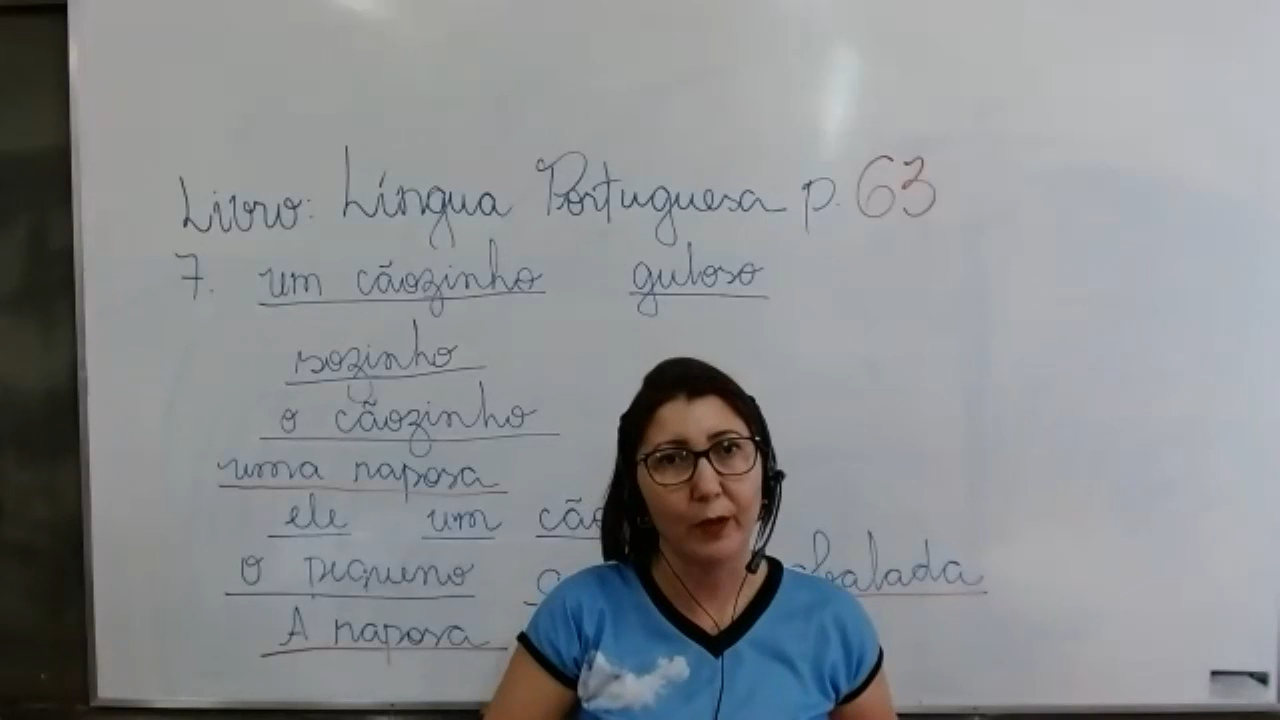 Livro: Língua Portuguesa p. 63
7. um cãozinho guloso
sozinho
o cãozinho
uma raposa
ele um
o pequeno
A raposa